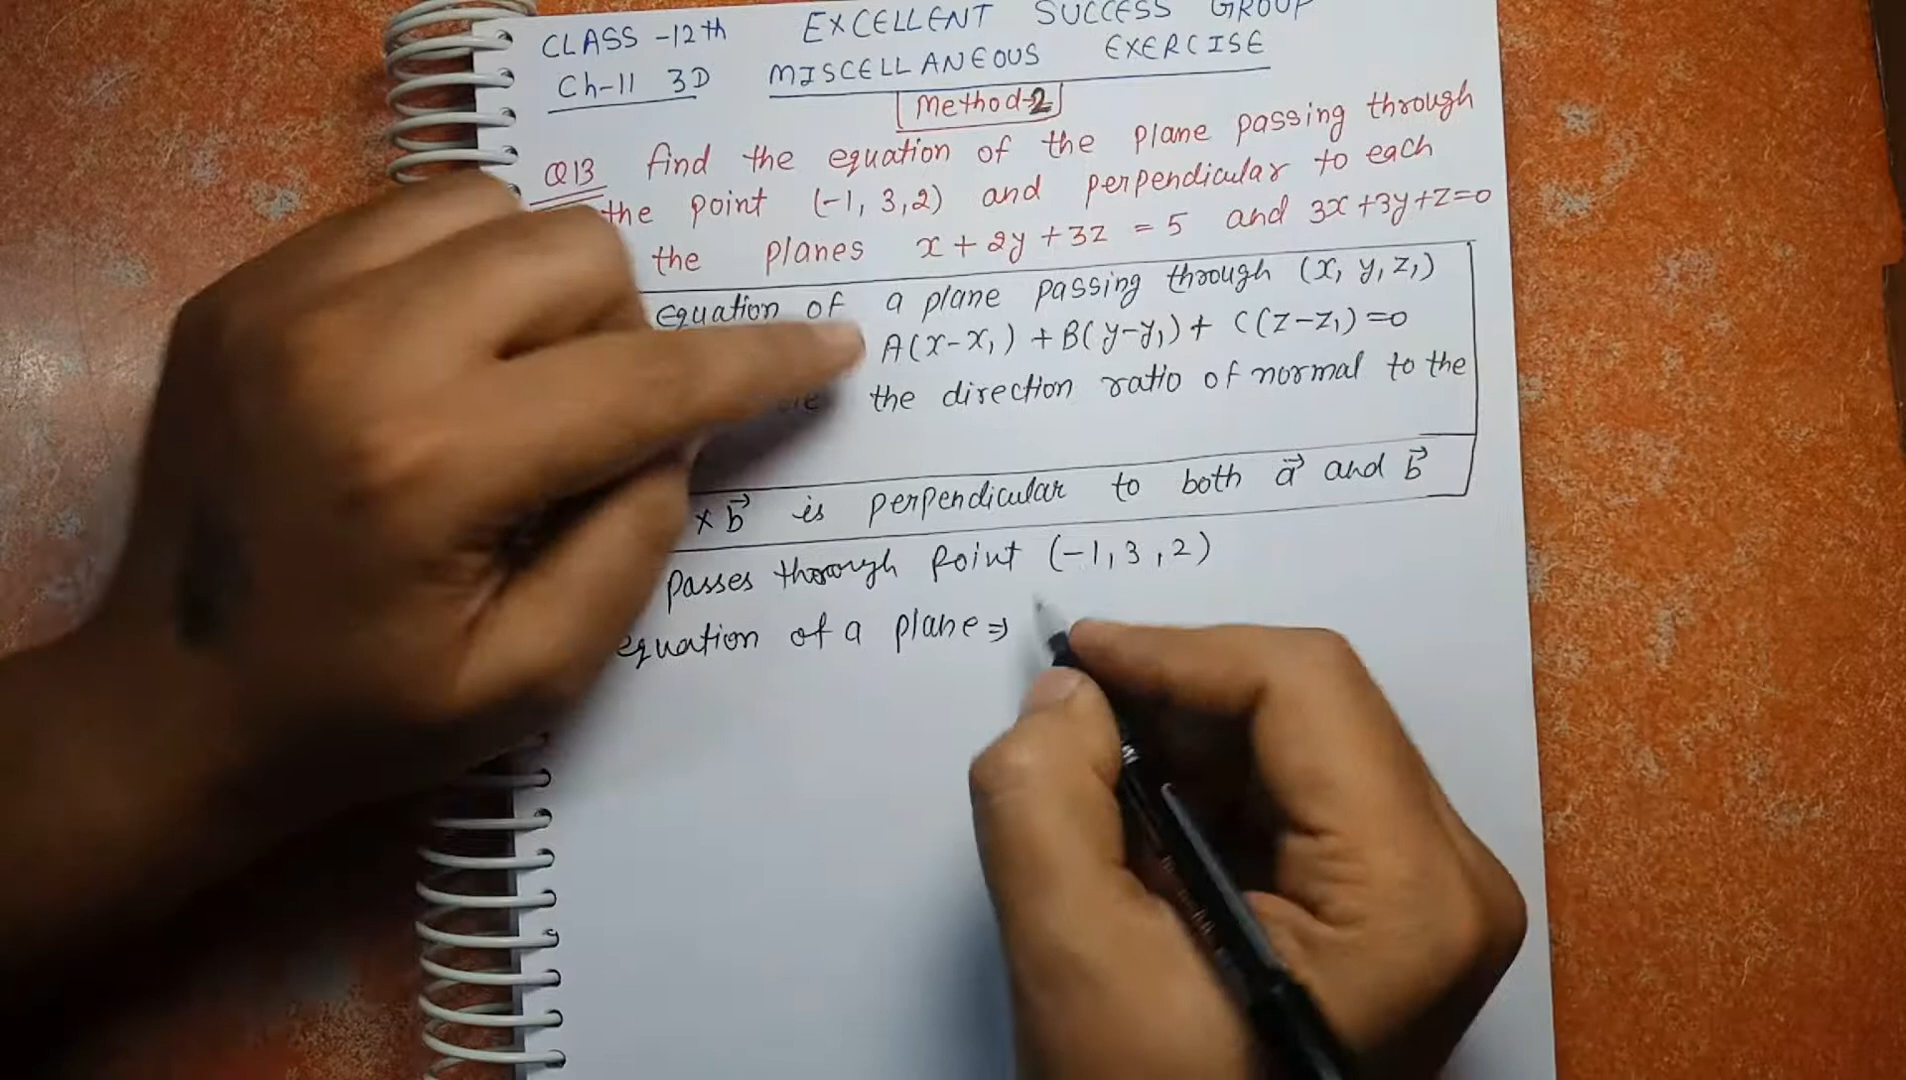 CLASS -12th EXCELLENT SUCCESS GROUP
Ch-11 3D MISCELLANEOUS EXERCISE
Method-2
Q13 find the equation of the plane passing through
the point (-1, 3, 2) and perpendicular to each
the planes x + 2y + 3z = 5 and 3x+3y+z=0
equation of a plane passing through (x, y, z₁)
A(x-x₁) + B(y-y₁) + C(z-z₁) =0
the direction ratio of normal to the
× b⃗ is perpendicular to both a⃗ and b⃗
passes through Point (-1, 3, 2)
equation of a plane ⇒